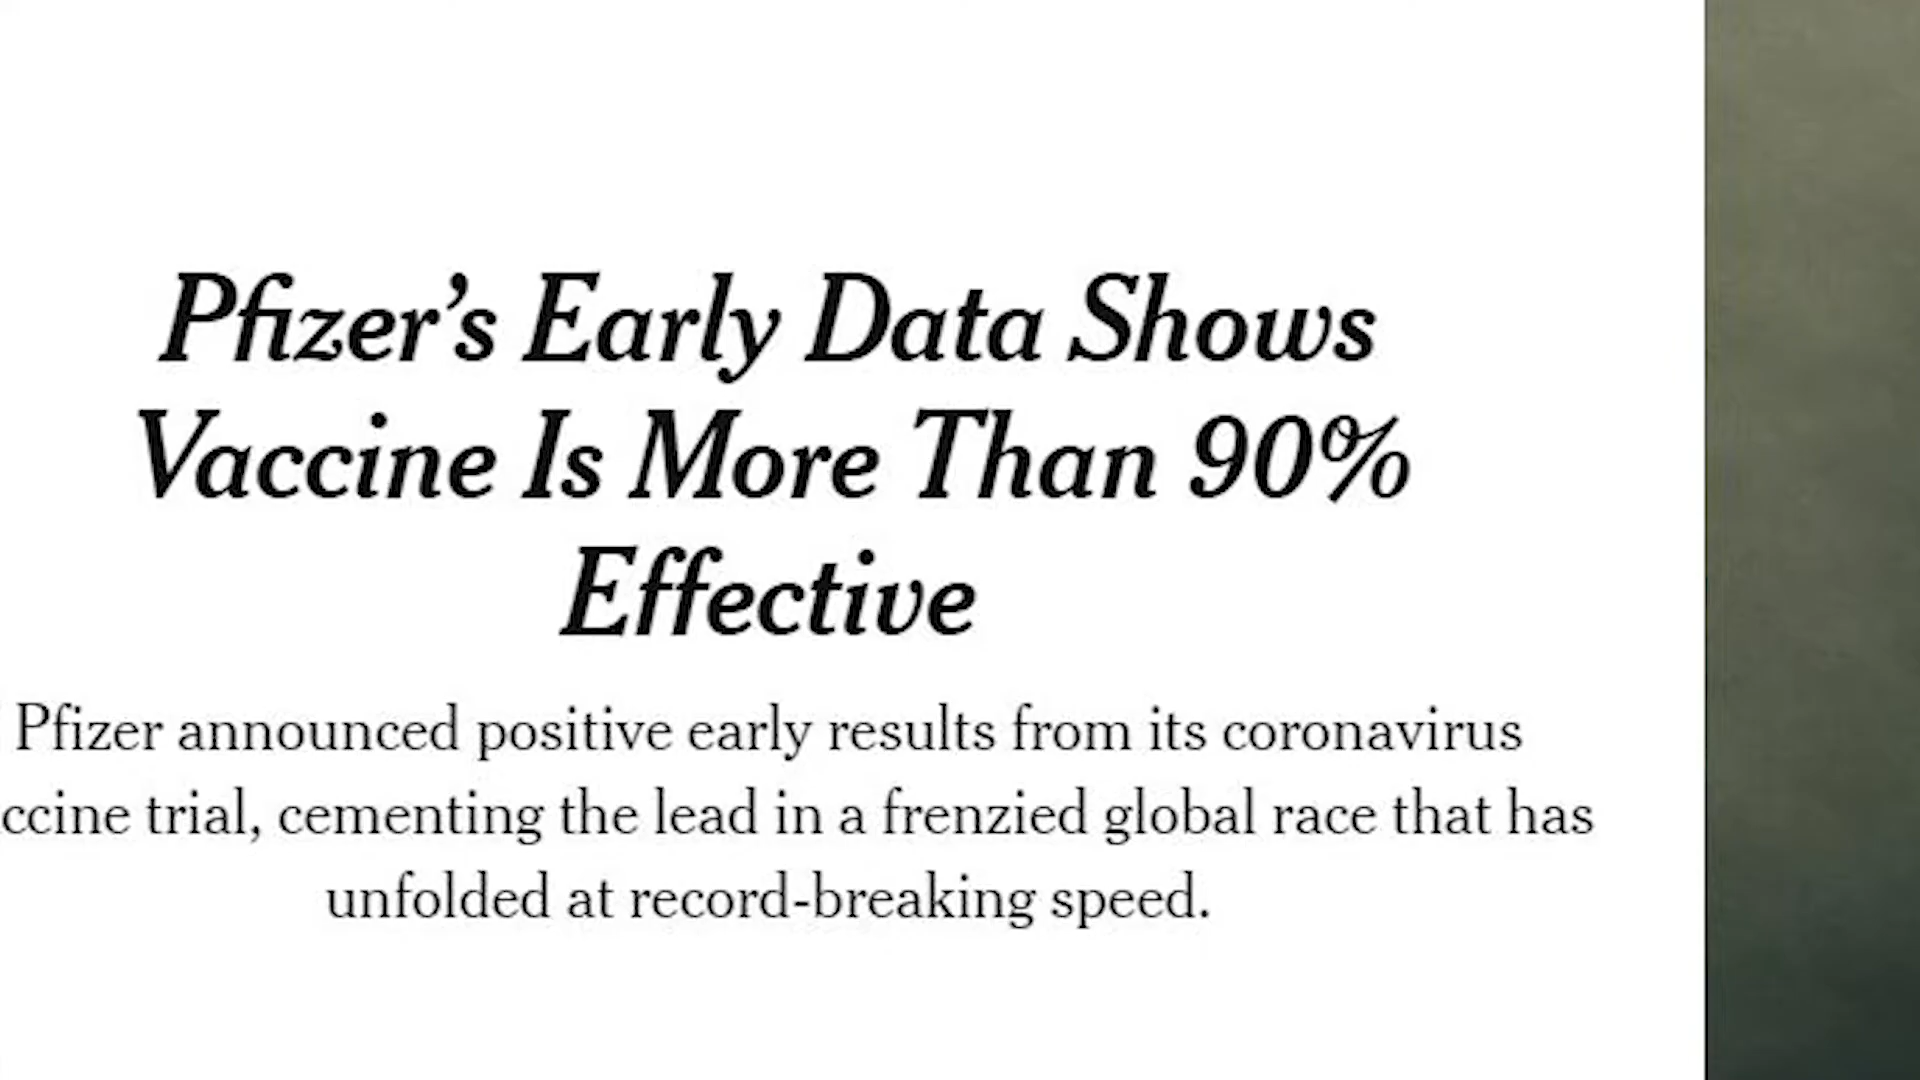 Pfizer’s Early Data Shows
Vaccine Is More Than 90%
Effective
Pfizer announced positive early results from its coronavirus
ccine trial, cementing the lead in a frenzied global race that has
unfolded at record-breaking speed.